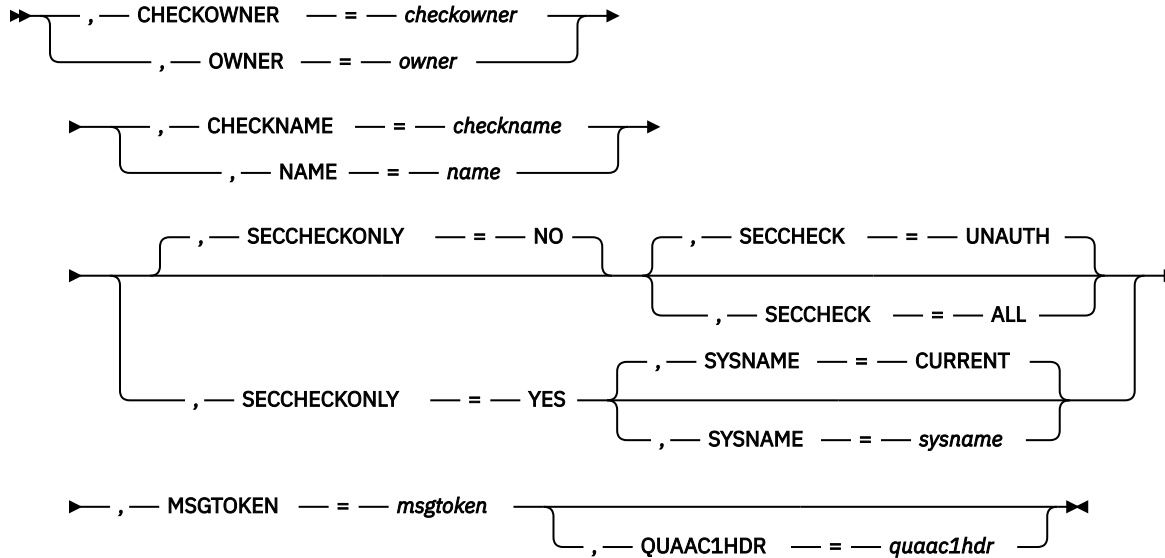 , CHECKOWNER = checkowner
, OWNER = owner
, CHECKNAME = checkname
, NAME = name
, SECCHECKONLY = NO , SECCHECK = UNAUTH
, SECCHECK = ALL
, SYSNAME = CURRENT
, SECCHECKONLY = YES
, SYSNAME = sysname
, MSGTOKEN = msgtoken
, QUAAC1HDR = quaac1hdr